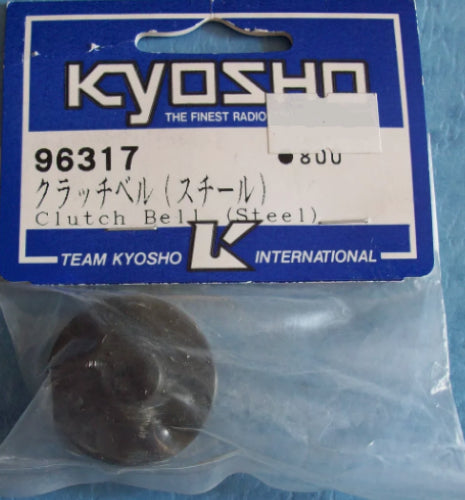 KYOSHO
THE FINEST RADIO
96317 ●800
クラッチベル(スチール)
Clutch Bell (Steel)
TEAM KYOSHO K INTERNATIONAL